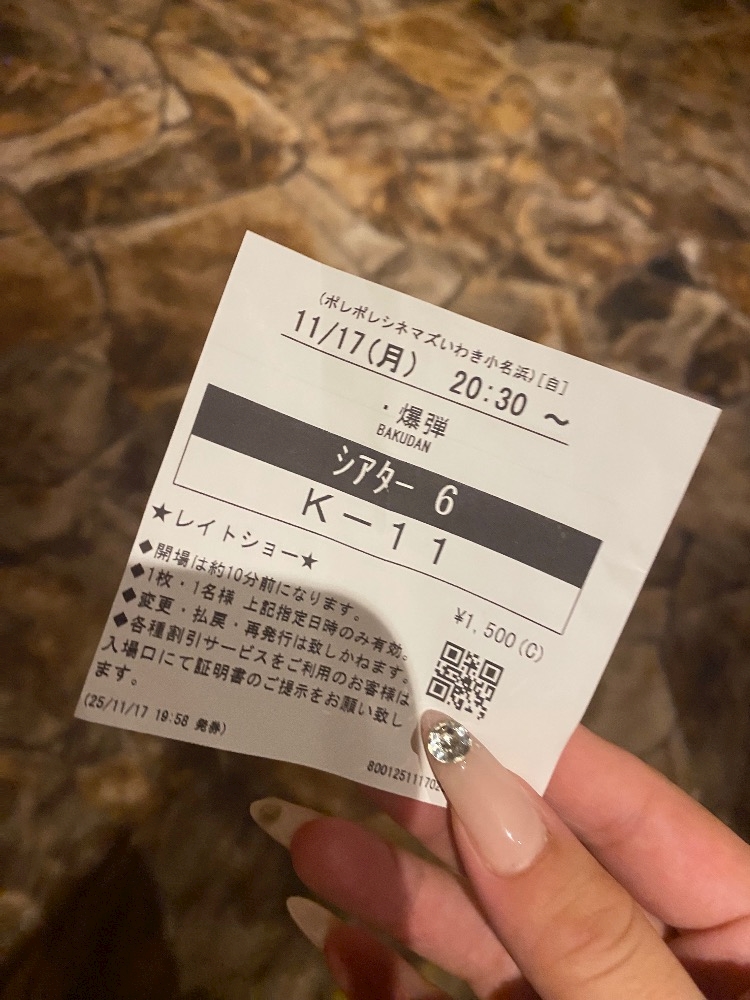 (ポレポレシネマズいわき小名浜)[自]
11/17(月) 20:30 ~
・爆弾
BAKUDAN
シアター 6
K-11
★レイトショー★
¥1,500(C)
◆開場は約10分前になります。
◆1枚・1名様 上記指定日時のみ有効。
◆変更・払戻・再発行は致しかねます。
◆各種割引サービスをご利用のお客様は
入場口にて証明書のご提示をお願い致し
ます。
(25/11/17 19:58 発券)
800125111702